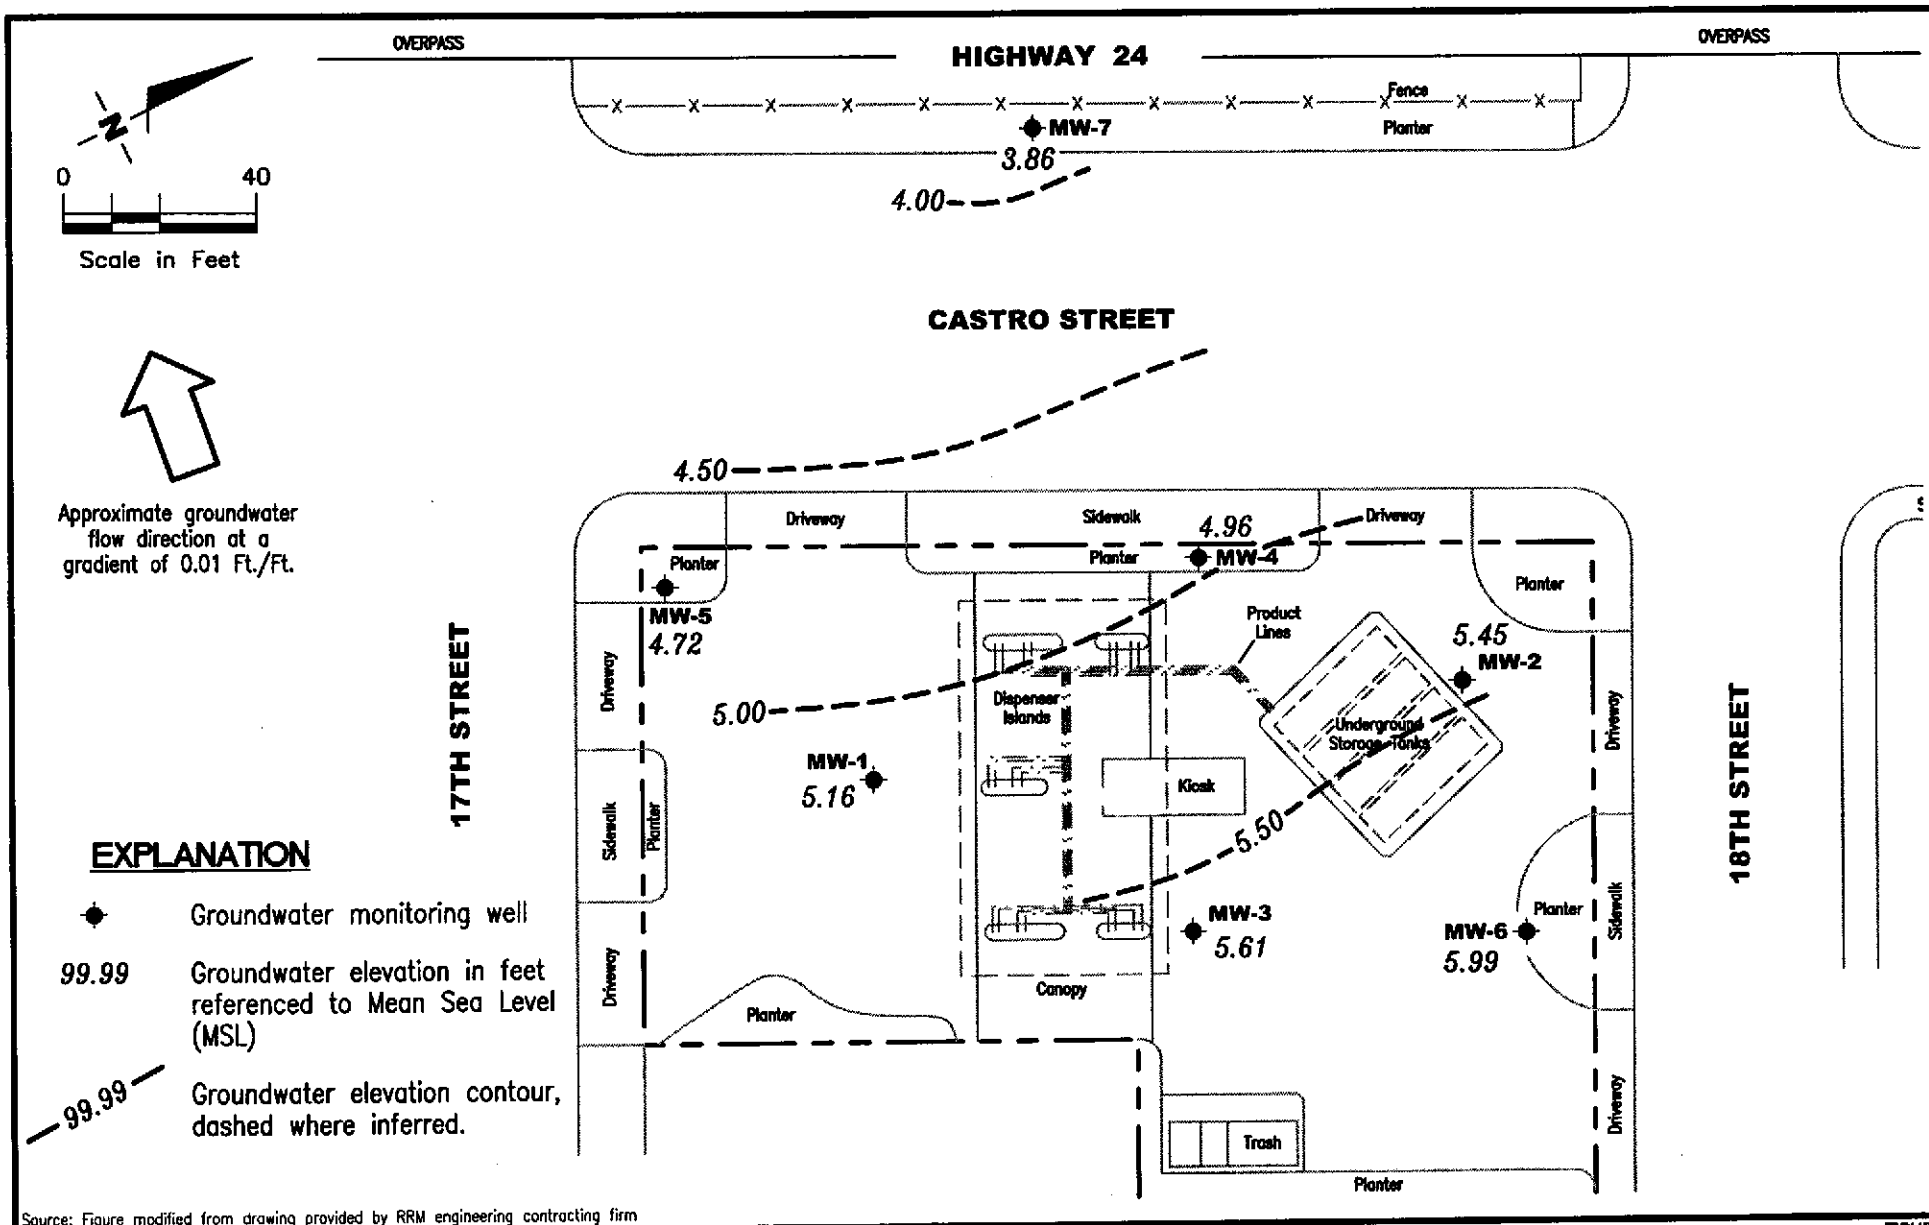 OVERPASS
HIGHWAY 24
OVERPASS
N
Fence
MW-7
Planter
3.86
0 40
4.00
Scale in Feet
CASTRO STREET
4.50
Approximate groundwater
flow direction at a
gradient of 0.01 Ft./Ft.
Driveway
Sidewalk
4.96
Driveway
Planter
Planter
MW-4
Planter
MW-5
4.72
Product
Lines
5.45
MW-2
17TH STREET
Driveway
5.00
Dispenser
Islands
Underground
Storage Tanks
Driveway
18TH STREET
MW-1
5.16
Kiosk
Sidewalk
Planter
5.50
EXPLANATION
Groundwater monitoring well
MW-3
5.61
MW-6
5.99
Planter
Sidewalk
99.99
Groundwater elevation in feet
referenced to Mean Sea Level
(MSL)
Driveway
Canopy
Planter
99.99
Groundwater elevation contour,
dashed where inferred.
Driveway
Trash
Planter
Source: Figure modified from drawing provided by RRM engineering contracting firm